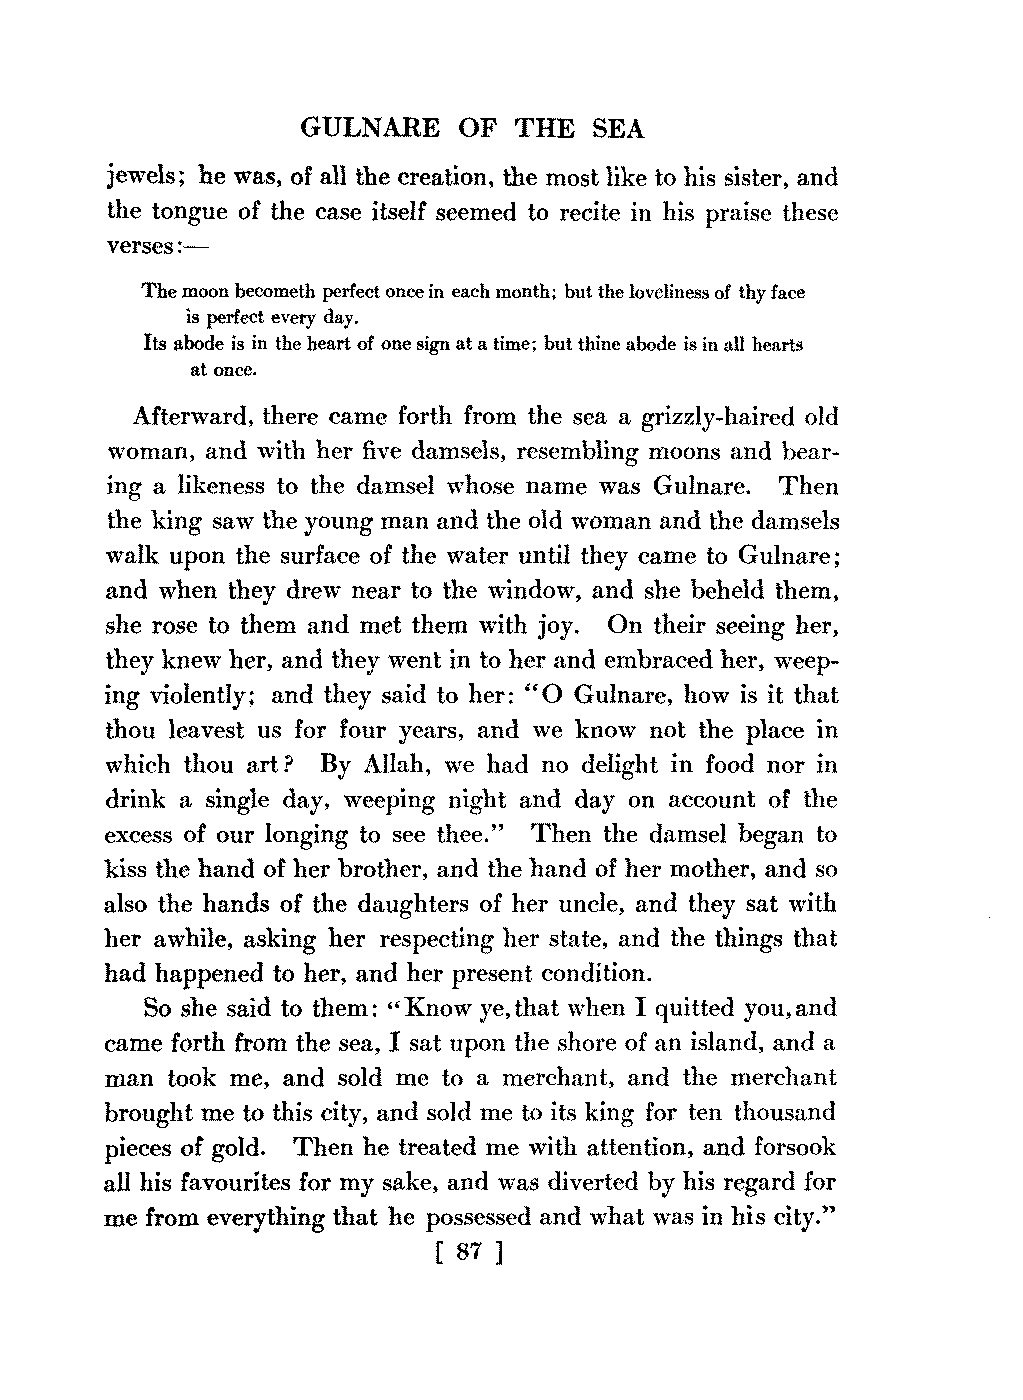 GULNARE OF THE SEA
jewels; he was, of all the creation, the most like to his sister, and
the tongue of the case itself seemed to recite in his praise these
verses:—
The moon becometh perfect once in each month; but the loveliness of thy face
is perfect every day.
Its abode is in the heart of one sign at a time; but thine abode is in all hearts
at once.
Afterward, there came forth from the sea a grizzly-haired old
woman, and with her five damsels, resembling moons and bear-
ing a likeness to the damsel whose name was Gulnare. Then
the king saw the young man and the old woman and the damsels
walk upon the surface of the water until they came to Gulnare;
and when they drew near to the window, and she beheld them,
she rose to them and met them with joy. On their seeing her,
they knew her, and they went in to her and embraced her, weep-
ing violently; and they said to her: “O Gulnare, how is it that
thou leavest us for four years, and we know not the place in
which thou art? By Allah, we had no delight in food nor in
drink a single day, weeping night and day on account of the
excess of our longing to see thee.” Then the damsel began to
kiss the hand of her brother, and the hand of her mother, and so
also the hands of the daughters of her uncle, and they sat with
her awhile, asking her respecting her state, and the things that
had happened to her, and her present condition.
So she said to them: “Know ye, that when I quitted you, and
came forth from the sea, I sat upon the shore of an island, and a
man took me, and sold me to a merchant, and the merchant
brought me to this city, and sold me to its king for ten thousand
pieces of gold. Then he treated me with attention, and forsook
all his favourites for my sake, and was diverted by his regard for
me from everything that he possessed and what was in his city.”
[ 87 ]